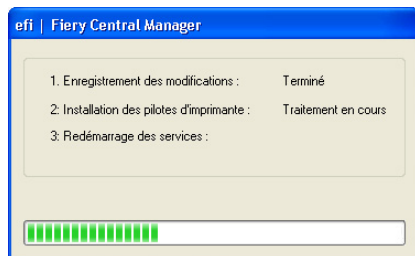 efi | Fiery Central Manager
1. Enregistrement des modifications : Terminé
2: Installation des pilotes d'imprimante : Traitement en cours
3: Redémarrage des services :